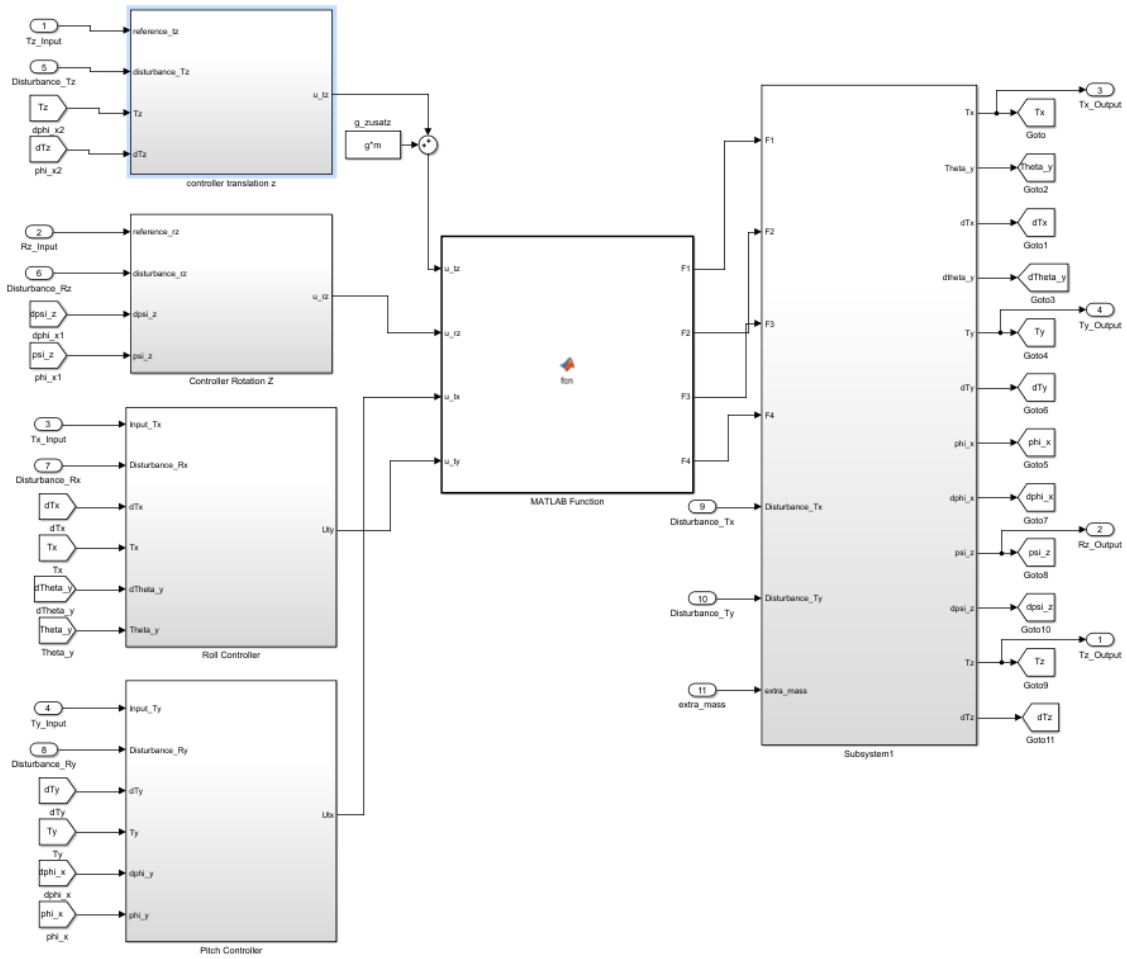 1
Tz_Input
reference_tz
5
Disturbance_Tz
disturbance_Tz
Tz
dphi_x2
Tz
dTz
phi_x2
dTz
u_tz
controller translation z
g_zusatz
g*m
2
Rz_Input
reference_rz
6
Disturbance_Rz
disturbance_rz
dpsi_z
dphi_x1
dpsi_z
psi_z
phi_x1
psi_z
u_rz
Controller Rotation Z
3
Tx_Input
Input_Tx
7
Disturbance_Rx
Disturbance_Rx
dTx
dTx
dTx
Tx
Tx
Tx
dTheta_y
dTheta_y
dTheta_y
Theta_y
Theta_y
Theta_y
Uty
Roll Controller
4
Ty_Input
Input_Ty
8
Disturbance_Ry
Disturbance_Ry
dTy
dTy
dTy
Ty
Ty
Ty
dphi_x
dphi_x
dphi_y
phi_x
phi_x
phi_y
Utx
Pitch Controller
u_tz
u_rz
u_tx
u_ty
fcn
F1
F2
F3
F4
MATLAB Function
9
Disturbance_Tx
10
Disturbance_Ty
11
extra_mass
F1
F2
F3
F4
Disturbance_Tx
Disturbance_Ty
extra_mass
Tx
Theta_y
dTx
dtheta_y
Ty
dTy
phi_x
dphi_x
psi_z
dpsi_z
Tz
dTz
Subsystem1
3
Tx_Output
Tx
Goto
Theta_y
Goto2
dTx
Goto1
dTheta_y
Goto3
4
Ty_Output
Ty
Goto4
dTy
Goto6
phi_x
Goto5
dphi_x
Goto7
2
Rz_Output
psi_z
Goto8
dpsi_z
Goto10
1
Tz_Output
Tz
Goto9
dTz
Goto11